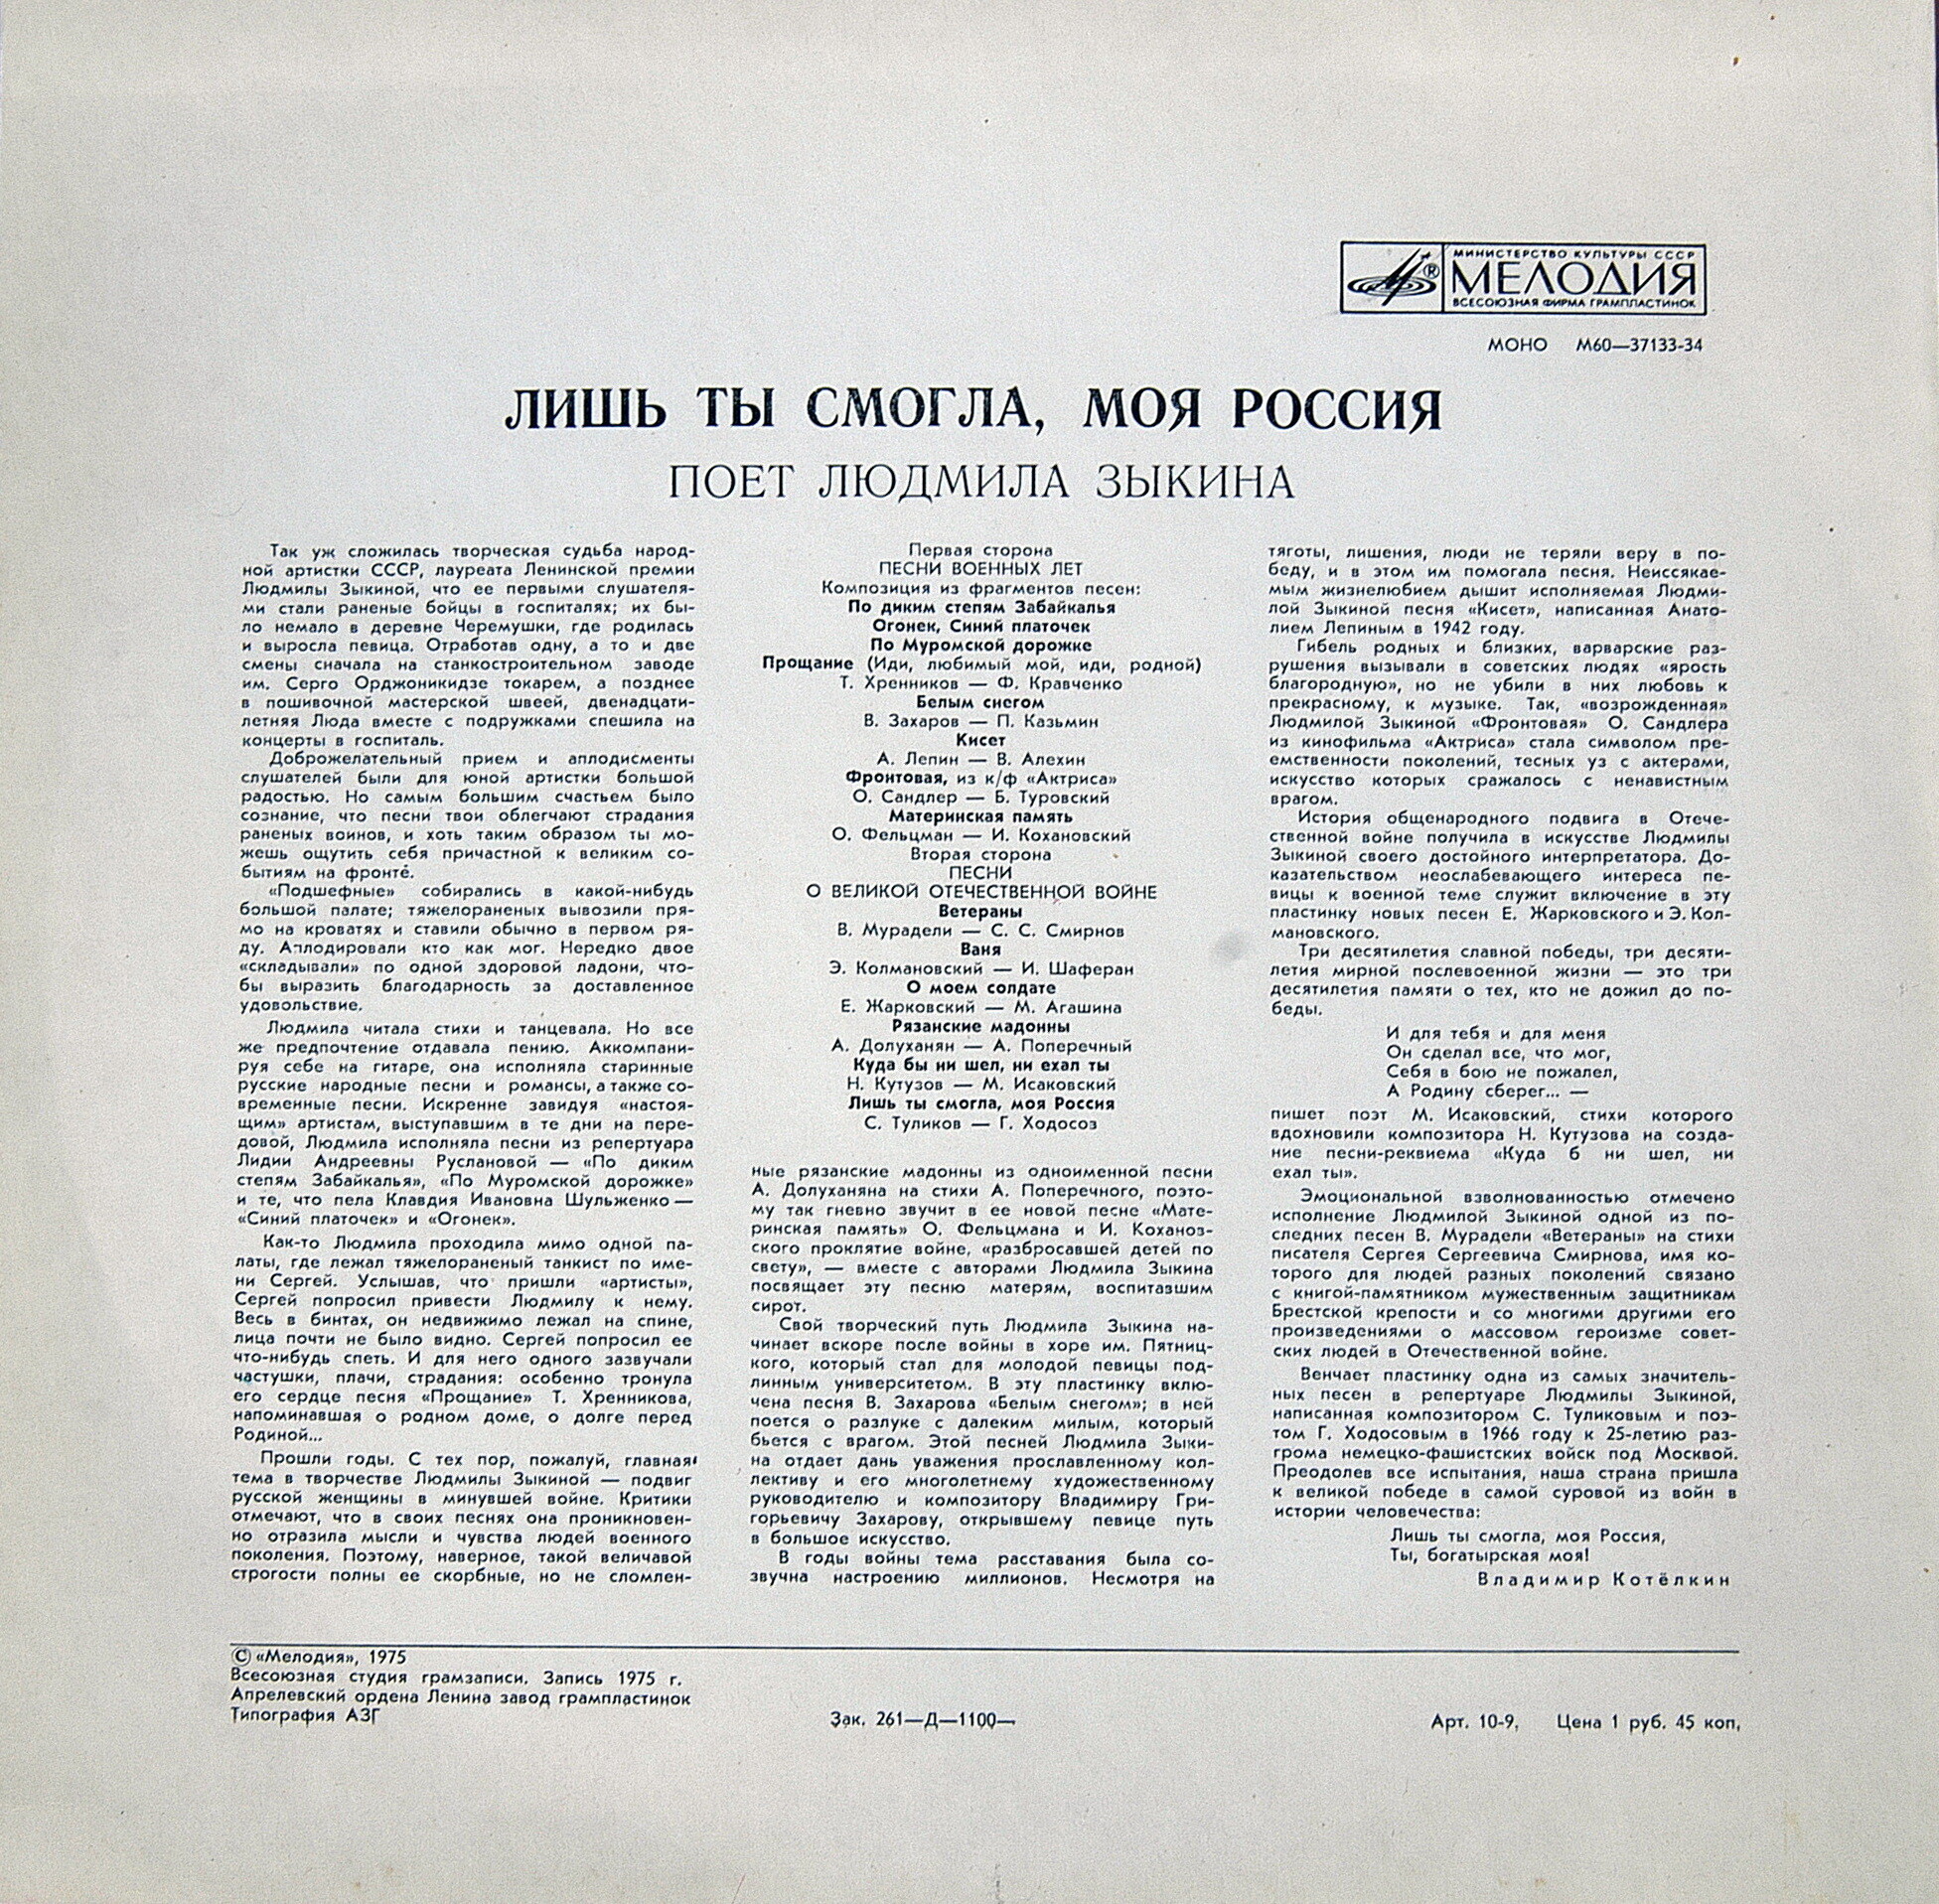 МИНИСТЕРСТВО КУЛЬТУРЫ СССР
МЕЛОДИЯ
ВСЕСОЮЗНАЯ ФИРМА ГРАМПЛАСТИНОК
МОНО М60—37133-34
ЛИШЬ ТЫ СМОГЛА, МОЯ РОССИЯ
ПОЕТ ЛЮДМИЛА ЗЫКИНА
Так уж сложилась творческая судьба народ-
ной артистки СССР, лауреата Ленинской премии
Людмилы Зыкиной, что ее первыми слушателя-
ми стали раненые бойцы в госпиталях; их бы-
ло немало в деревне Черемушки, где родилась
и выросла певица. Отработав одну, а то и две
смены сначала на станкостроительном заводе
им. Серго Орджоникидзе токарем, а позднее
в пошивочной мастерской швеей, двенадцати-
летняя Люда вместе с подружками спешила на
концерты в госпиталь.
Доброжелательный прием и аплодисменты
слушателей были для юной артистки большой
радостью. Но самым большим счастьем было
сознание, что песни твои облегчают страдания
раненых воинов, и хоть таким образом ты мо-
жешь ощутить себя причастной к великим со-
бытиям на фронте.
«Подшефные» собирались в какой-нибудь
большой палате; тяжелораненых вывозили пря-
мо на кроватях и ставили обычно в первом ря-
ду. Аплодировали кто как мог. Нередко двое
«складывали» по одной здоровой ладони, что-
бы выразить благодарность за доставленное
удовольствие.
Людмила читала стихи и танцевала. Но все
же предпочтение отдавала пению. Аккомпани-
руя себе на гитаре, она исполняла старинные
русские народные песни и романсы, а также со-
временные песни. Искренне завидуя «настоя-
щим» артистам, выступавшим в те дни на пере-
довой, Людмила исполняла песни из репертуара
Лидии Андреевны Руслановой — «По диким
степям Забайкалья», «По Муромской дорожке»
и те, что пела Клавдия Ивановна Шульженко —
«Синий платочек» и «Огонек».
Как-то Людмила проходила мимо одной па-
латы, где лежал тяжелораненый танкист по име-
ни Сергей. Услышав, что пришли «артисты»,
Сергей попросил привести Людмилу к нему.
Весь в бинтах, он недвижимо лежал на спине,
лица почти не было видно. Сергей попросил ее
что-нибудь спеть. И для него одного зазвучали
частушки, плачи, страдания: особенно тронула
его сердце песня «Прощание» Т. Хренникова,
напоминавшая о родном доме, о долге перед
Родиной...
Прошли годы. С тех пор, пожалуй, главная
тема в творчестве Людмилы Зыкиной — подвиг
русской женщины в минувшей войне. Критики
отмечают, что в своих песнях она проникновен-
но отразила мысли и чувства людей военного
поколения. Поэтому, наверное, такой величавой
строгости полны ее скорбные, но не сломлен-
Первая сторона
ПЕСНИ ВОЕННЫХ ЛЕТ
Композиция из фрагментов песен:
По диким степям Забайкалья
Огонек, Синий платочек
По Муромской дорожке
Прощание (Иди, любимый мой, иди, родной)
Т. Хренников — Ф. Кравченко
Белым снегом
В. Захаров — П. Казьмин
Кисет
А. Лепин — В. Алехин
Фронтовая, из к/ф «Актриса»
О. Сандлер — Б. Туровский
Материнская память
О. Фельцман — И. Кохановский
Вторая сторона
ПЕСНИ
О ВЕЛИКОЙ ОТЕЧЕСТВЕННОЙ ВОЙНЕ
Ветераны
В. Мурадели — С. С. Смирнов
Ваня
Э. Колмановский — И. Шаферан
О моем солдате
Е. Жарковский — М. Агашина
Рязанские мадонны
А. Долуханян — А. Поперечный
Куда бы ни шел, ни ехал ты
Н. Кутузов — М. Исаковский
Лишь ты смогла, моя Россия
С. Туликов — Г. Ходосоз
ные рязанские мадонны из одноименной песни
А. Долуханяна на стихи А. Поперечного, поэто-
му так гневно звучит в ее новой песне «Мате-
ринская память» О. Фельцмана и И. Коханоз-
ского проклятие войне, «разбросавшей детей по
свету», — вместе с авторами Людмила Зыкина
посвящает эту песню матерям, воспитавшим
сирот.
Свой творческий путь Людмила Зыкина на-
чинает вскоре после войны в хоре им. Пятниц-
кого, который стал для молодой певицы под-
линным университетом. В эту пластинку вклю-
чена песня В. Захарова «Белым снегом»; в ней
поется о разлуке с далеким милым, который
бьется с врагом. Этой песней Людмила Зыки-
на отдает дань уважения прославленному кол-
лективу и его многолетнему художественному
руководителю и композитору Владимиру Гри-
горьевичу Захарову, открывшему певице путь
в большое искусство.
В годы войны тема расставания была со-
звучна настроению миллионов. Несмотря на
тяготы, лишения, люди не теряли веру в по-
беду, и в этом им помогала песня. Неиссякае-
мым жизнелюбием дышит исполняемая Людми-
лой Зыкиной песня «Кисет», написанная Анато-
лием Лепиным в 1942 году.
Гибель родных и близких, варварские раз-
рушения вызывали в советских людях «ярость
благородную», но не убили в них любовь к
прекрасному, к музыке. Так, «возрожденная»
Людмилой Зыкиной «Фронтовая» О. Сандлера
из кинофильма «Актриса» стала символом пре-
емственности поколений, тесных уз с актерами,
искусство которых сражалось с ненавистным
врагом.
История общенародного подвига в Отече-
ственной войне получила в искусстве Людмилы
Зыкиной своего достойного интерпретатора. До-
казательством неослабевающего интереса пе-
вицы к военной теме служит включение в эту
пластинку новых песен Е. Жарковского и Э. Кол-
мановского.
Три десятилетия славной победы, три десяти-
летия мирной послевоенной жизни — это три
десятилетия памяти о тех, кто не дожил до по-
беды.
И для тебя и для меня
Он сделал все, что мог,
Себя в бою не пожалел,
А Родину сберег... —
пишет поэт М. Исаковский, стихи которого
вдохновили композитора Н. Кутузова на созда-
ние песни-реквиема «Куда б ни шел, ни
ехал ты».
Эмоциональной взволнованностью отмечено
исполнение Людмилой Зыкиной одной из по-
следних песен В. Мурадели «Ветераны» на стихи
писателя Сергея Сергеевича Смирнова, имя ко-
торого для людей разных поколений связано
с книгой-памятником мужественным защитникам
Брестской крепости и со многими другими его
произведениями о массовом героизме совет-
ских людей в Отечественной войне.
Венчает пластинку одна из самых значитель-
ных песен в репертуаре Людмилы Зыкиной,
написанная композитором С. Туликовым и поэ-
том Г. Ходосовым в 1966 году к 25-летию раз-
грома немецко-фашистских войск под Москвой.
Преодолев все испытания, наша страна пришла
к великой победе в самой суровой из войн в
истории человечества:
Лишь ты смогла, моя Россия,
Ты, богатырская моя!
Владимир Котёлкин
© «Мелодия», 1975
Всесоюзная студия грамзаписи. Запись 1975 г.
Апрелевский ордена Ленина завод грампластинок
Типография АЗГ
Зак. 261—Д—1100—
Арт. 10-9. Цена 1 руб. 45 коп.